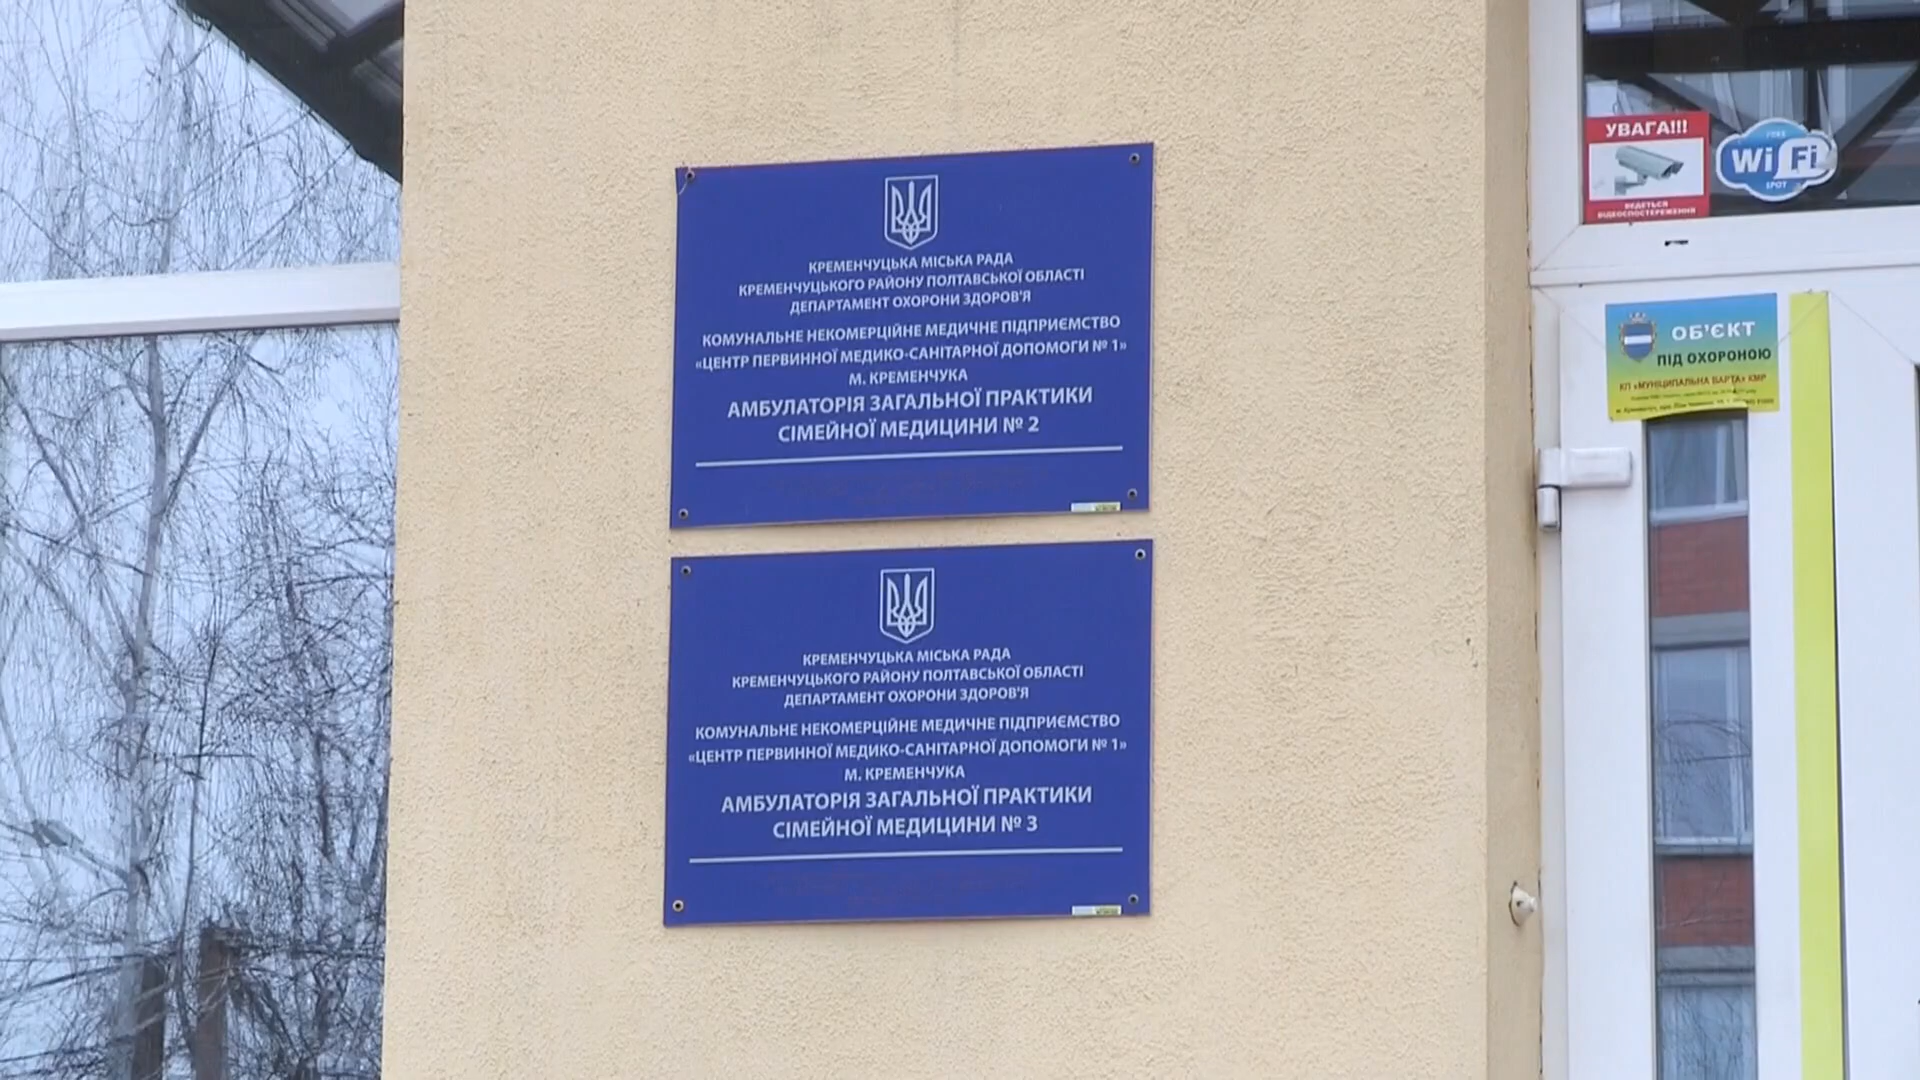 КРЕМЕНЧУЦЬКА МІСЬКА РАДА
КРЕМЕНЧУЦЬКОГО РАЙОНУ ПОЛТАВСЬКОЇ ОБЛАСТІ
ДЕПАРТАМЕНТ ОХОРОНИ ЗДОРОВ'Я
КОМУНАЛЬНЕ НЕКОМЕРЦІЙНЕ МЕДИЧНЕ ПІДПРИЄМСТВО
«ЦЕНТР ПЕРВИННОЇ МЕДИКО-САНІТАРНОЇ ДОПОМОГИ № 1»
М. КРЕМЕНЧУКА
АМБУЛАТОРІЯ ЗАГАЛЬНОЇ ПРАКТИКИ
СІМЕЙНОЇ МЕДИЦИНИ № 2
КРЕМЕНЧУЦЬКА МІСЬКА РАДА
КРЕМЕНЧУЦЬКОГО РАЙОНУ ПОЛТАВСЬКОЇ ОБЛАСТІ
ДЕПАРТАМЕНТ ОХОРОНИ ЗДОРОВ'Я
КОМУНАЛЬНЕ НЕКОМЕРЦІЙНЕ МЕДИЧНЕ ПІДПРИЄМСТВО
«ЦЕНТР ПЕРВИННОЇ МЕДИКО-САНІТАРНОЇ ДОПОМОГИ № 1»
М. КРЕМЕНЧУКА
АМБУЛАТОРІЯ ЗАГАЛЬНОЇ ПРАКТИКИ
СІМЕЙНОЇ МЕДИЦИНИ № 3
УВАГА!!!
ВЕДЕТЬСЯ
ВІДЕОСПОСТЕРЕЖЕННЯ
FREE
WiFi
SPOT
ОБ'ЄКТ
ПІД ОХОРОНОЮ
КП «МУНІЦИПАЛЬНА ВАРТА» КМР